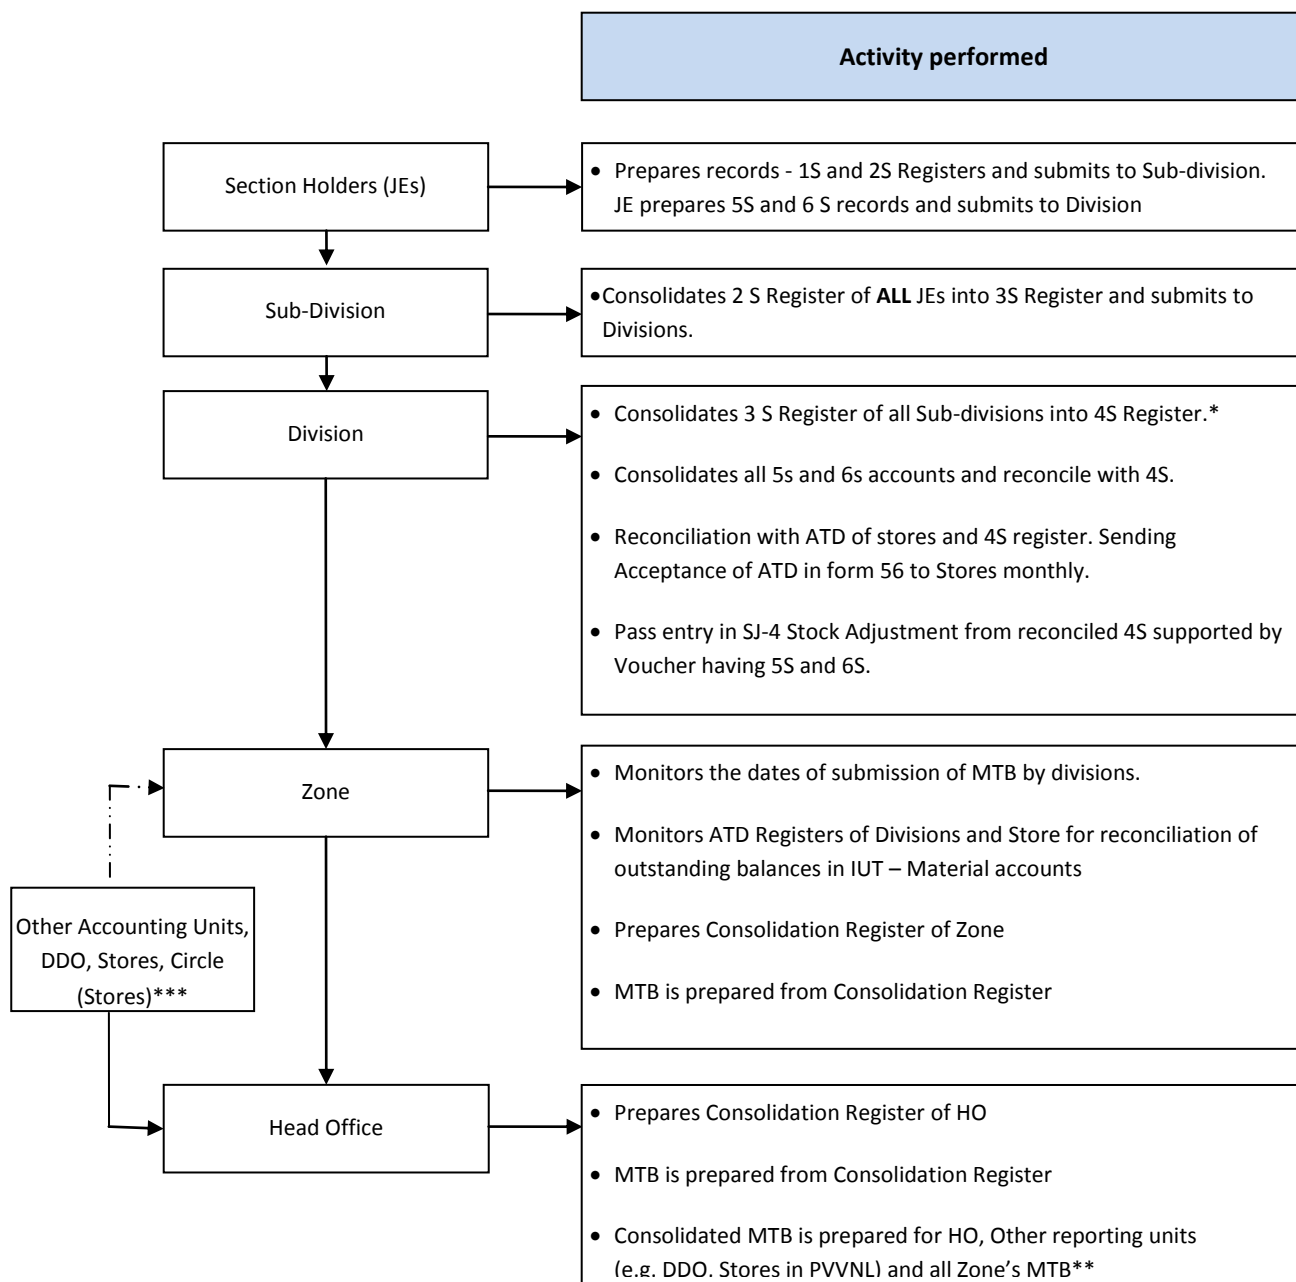 Activity performed
Section Holders (JEs)
• Prepares records - 1S and 2S Registers and submits to Sub-division.
JE prepares 5S and 6 S records and submits to Division
Sub-Division
•Consolidates 2 S Register of ALL JEs into 3S Register and submits to
Divisions.
Division
• Consolidates 3 S Register of all Sub-divisions into 4S Register.*
• Consolidates all 5s and 6s accounts and reconcile with 4S.
• Reconciliation with ATD of stores and 4S register. Sending
Acceptance of ATD in form 56 to Stores monthly.
• Pass entry in SJ-4 Stock Adjustment from reconciled 4S supported by
Voucher having 5S and 6S.
Zone
• Monitors the dates of submission of MTB by divisions.
• Monitors ATD Registers of Divisions and Store for reconciliation of
outstanding balances in IUT – Material accounts
• Prepares Consolidation Register of Zone
• MTB is prepared from Consolidation Register
Other Accounting Units,
DDO, Stores, Circle
(Stores)***
Head Office
• Prepares Consolidation Register of HO
• MTB is prepared from Consolidation Register
• Consolidated MTB is prepared for HO, Other reporting units
(e.g. DDO, Stores in PVVNL) and all Zone’s MTB**